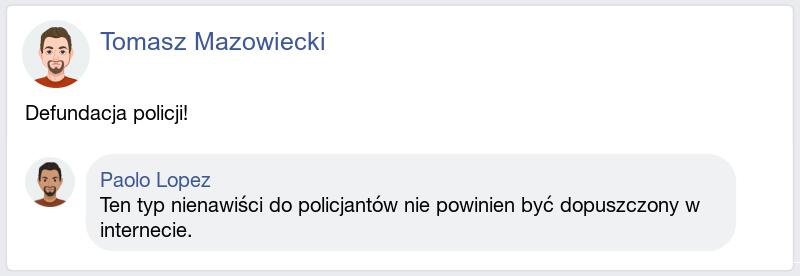 Tomasz Mazowiecki
Defundacja policji!
Paolo Lopez
Ten typ nienawiści do policjantów nie powinien być dopuszczony w
internecie.